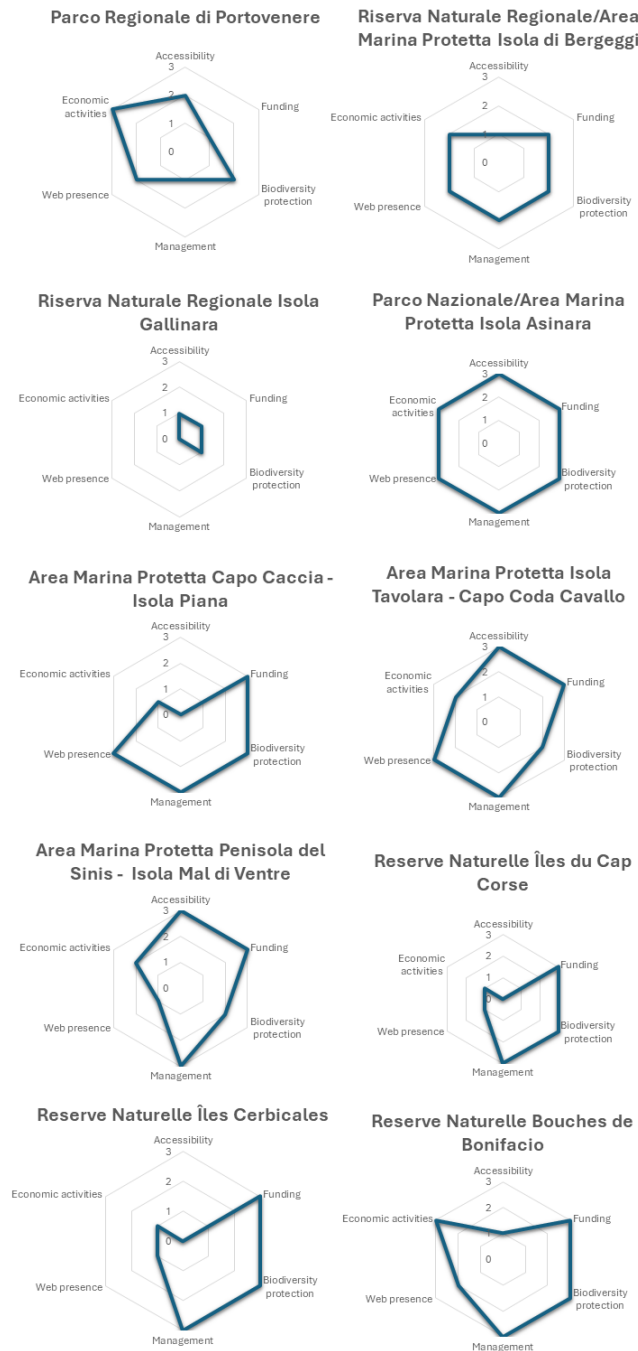 Parco Regionale di Portovenere
Accessibility
3
2
1
0
Funding
Biodiversity
protection
Management
Web presence
Economic
activities
Riserva Naturale Regionale/Area
Marina Protetta Isola di Bergeggi
Accessibility
3
2
1
0
Funding
Biodiversity
protection
Management
Web presence
Economic activities
Riserva Naturale Regionale Isola
Gallinara
Accessibility
3
2
1
0
Funding
Biodiversity
protection
Management
Web presence
Economic activities
Parco Nazionale/Area Marina
Protetta Isola Asinara
Accessibility
3
2
1
0
Funding
Biodiversity
protection
Management
Web presence
Economic
activities
Area Marina Protetta Capo Caccia -
Isola Piana
Accessibility
3
2
1
0
Funding
Biodiversity
protection
Management
Web presence
Economic activities
Area Marina Protetta Isola
Tavolara - Capo Coda Cavallo
Accessibility
3
2
1
0
Funding
Biodiversity
protection
Management
Web presence
Economic
activities
Area Marina Protetta Penisola del
Sinis - Isola Mal di Ventre
Accessibility
3
2
1
0
Funding
Biodiversity
protection
Management
Web presence
Economic activities
Reserve Naturelle Îles du Cap
Corse
Accessibility
3
2
1
0
Funding
Biodiversity
protection
Management
Web presence
Economic
activities
Reserve Naturelle Îles Cerbicales
Accessibility
3
2
1
0
Funding
Biodiversity
protection
Management
Web presence
Economic activities
Reserve Naturelle Bouches de
Bonifacio
Accessibility
3
2
1
0
Funding
Biodiversity
protection
Management
Web presence
Economic activities